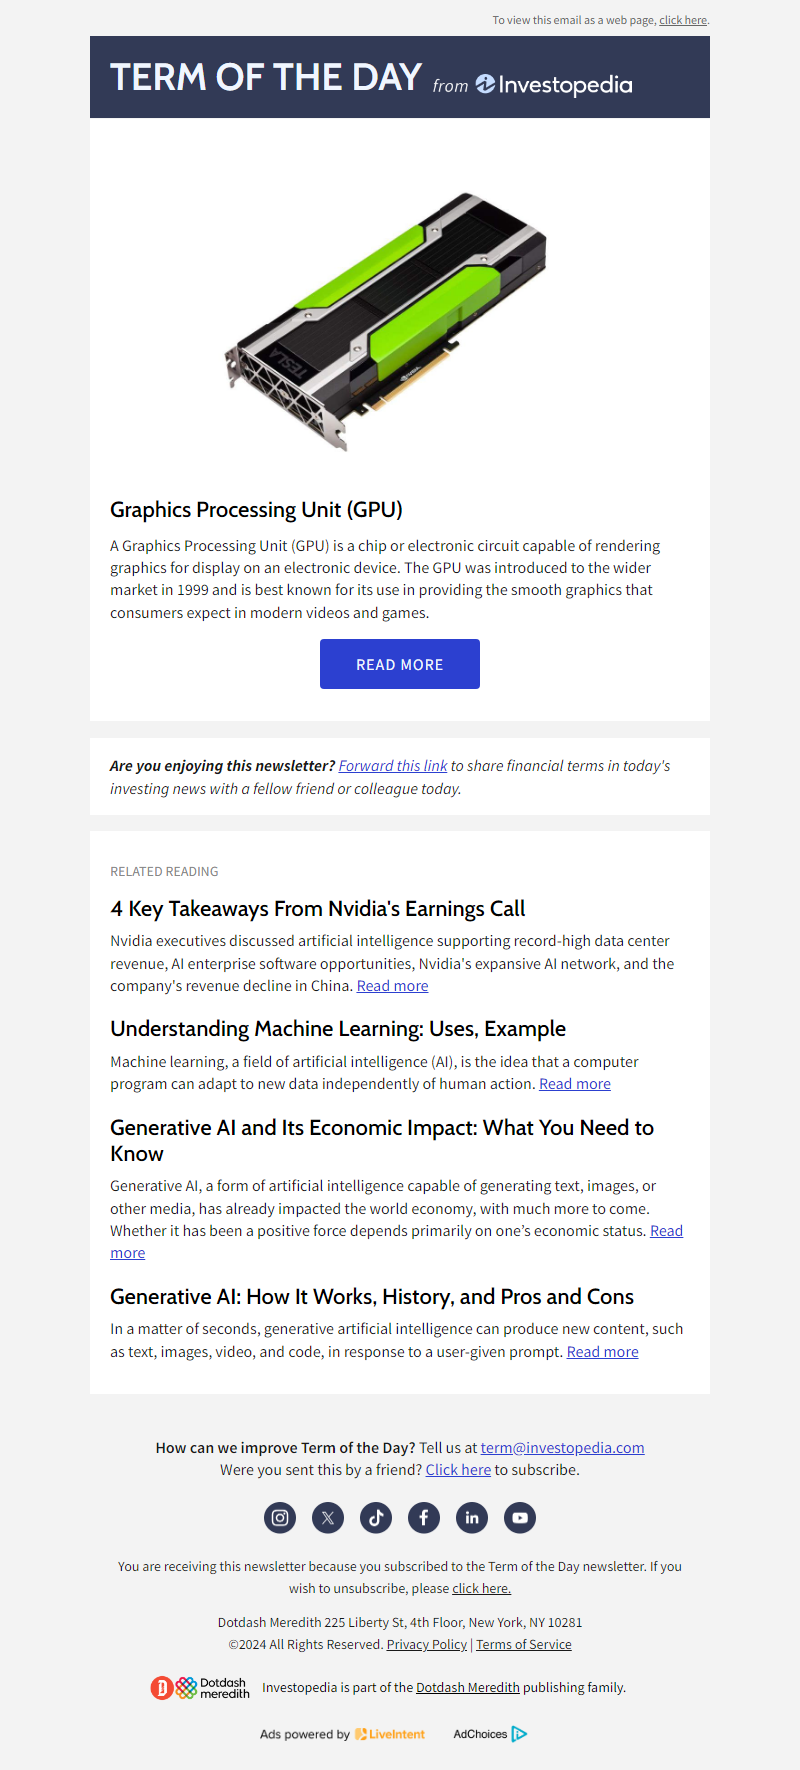 To view this email as a web page, click here.
TERM OF THE DAY from Investopedia
TESLA
NVIDIA
Graphics Processing Unit (GPU)
A Graphics Processing Unit (GPU) is a chip or electronic circuit capable of rendering
graphics for display on an electronic device. The GPU was introduced to the wider
market in 1999 and is best known for its use in providing the smooth graphics that
consumers expect in modern videos and games.
READ MORE
Are you enjoying this newsletter? Forward this link to share financial terms in today's
investing news with a fellow friend or colleague today.
RELATED READING
4 Key Takeaways From Nvidia's Earnings Call
Nvidia executives discussed artificial intelligence supporting record-high data center
revenue, AI enterprise software opportunities, Nvidia's expansive AI network, and the
company's revenue decline in China. Read more
Understanding Machine Learning: Uses, Example
Machine learning, a field of artificial intelligence (AI), is the idea that a computer
program can adapt to new data independently of human action. Read more
Generative AI and Its Economic Impact: What You Need to
Know
Generative AI, a form of artificial intelligence capable of generating text, images, or
other media, has already impacted the world economy, with much more to come.
Whether it has been a positive force depends primarily on one’s economic status. Read
more
Generative AI: How It Works, History, and Pros and Cons
In a matter of seconds, generative artificial intelligence can produce new content, such
as text, images, video, and code, in response to a user-given prompt. Read more
How can we improve Term of the Day? Tell us at term@investopedia.com
Were you sent this by a friend? Click here to subscribe.
You are receiving this newsletter because you subscribed to the Term of the Day newsletter. If you
wish to unsubscribe, please click here.
Dotdash Meredith 225 Liberty St, 4th Floor, New York, NY 10281
©2024 All Rights Reserved. Privacy Policy | Terms of Service
Dotdash
meredith
Investopedia is part of the Dotdash Meredith publishing family.
Ads powered by LiveIntent
AdChoices